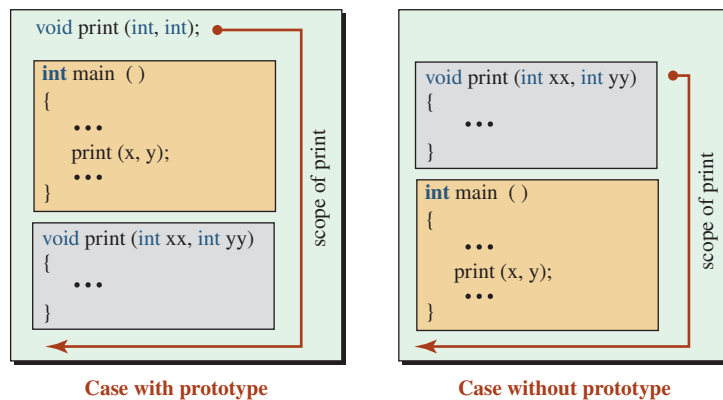 void print (int, int);
int main ( )
{
•••
print (x, y);
•••
}
void print (int xx, int yy)
{
•••
}
scope of print
Case with prototype
void print (int xx, int yy)
{
•••
}
int main ( )
{
•••
print (x, y);
•••
}
scope of print
Case without prototype